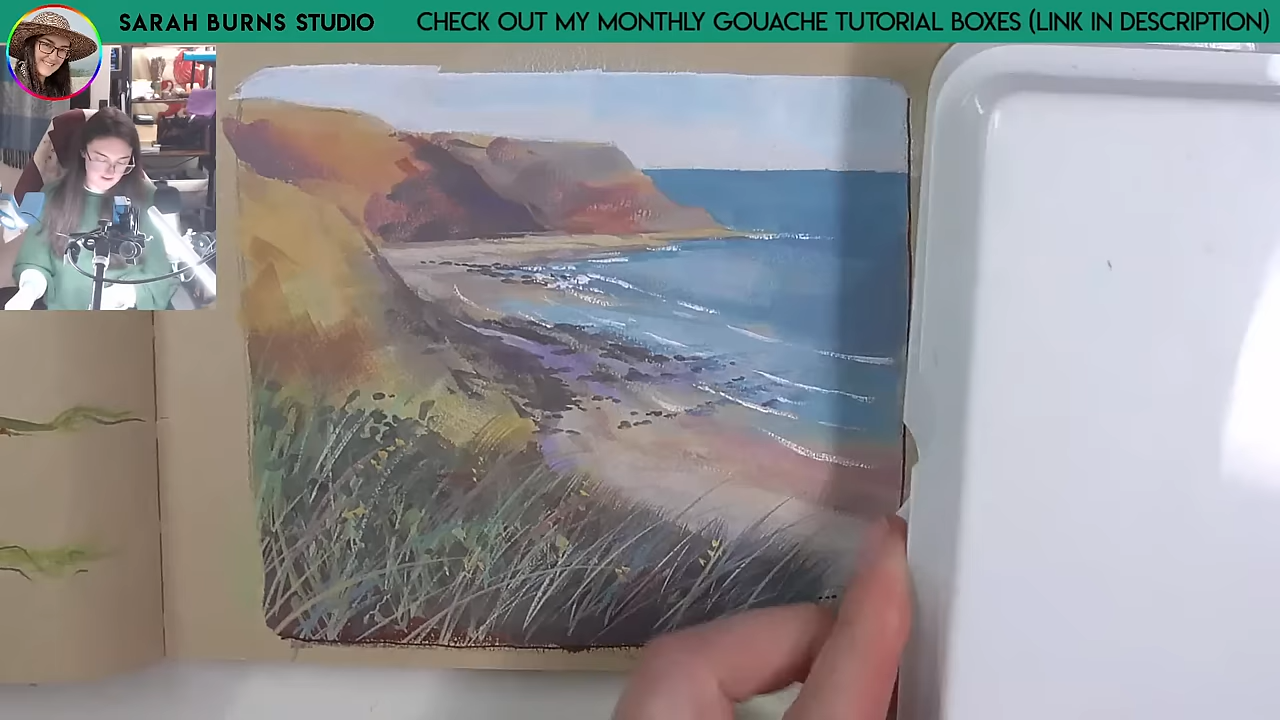 SARAH BURNS STUDIO
CHECK OUT MY MONTHLY GOUACHE TUTORIAL BOXES (LINK IN DESCRIPTION)